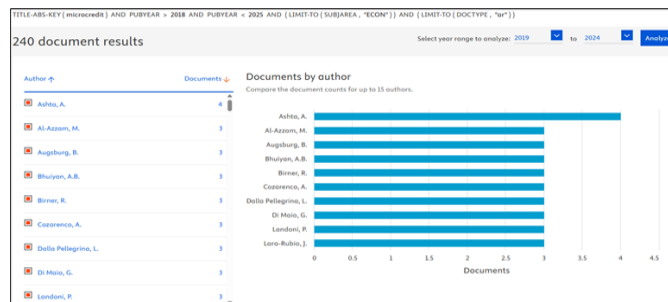 TITLE-ABS-KEY ( microcredit ) AND PUBYEAR > 2018 AND PUBYEAR < 2025 AND ( LIMIT-TO ( SUBJAREA , "ECON" ) ) AND ( LIMIT-TO ( DOCTYPE , "ar" ) )
240 document results
Select year range to analyze: 2019 to 2024 Analyze
Author Documents
Ashta, A. 4
Al-Azzam, M. 3
Augsburg, B. 3
Bhuiyan, A.B. 3
Birner, R. 3
Cozarenco, A. 3
Dalla Pellegrina, L. 3
Di Maio, G. 3
Landoni, P. 3
Documents by author
Compare the document counts for up to 15 authors.
Ashta, A.
Al-Azzam, M.
Augsburg, B.
Bhuiyan, A.B.
Birner, R.
Cozarenco, A.
Dalla Pellegrina, L.
Di Maio, G.
Landoni, P.
Lara-Rubio, J.
0 0.5 1 1.5 2 2.5 3 3.5 4 4.5
Documents